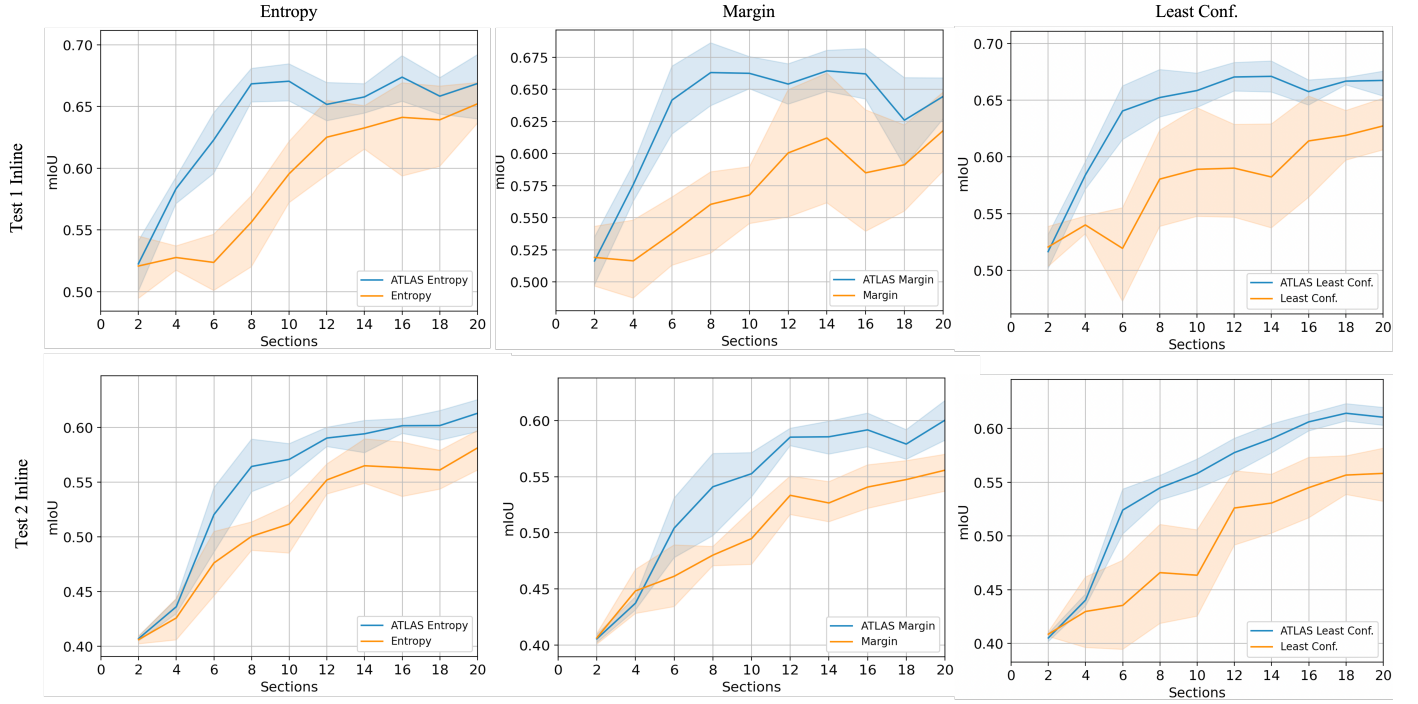 Entropy
Margin
Least Conf.
Test 1 Inline
mIoU
0.70
0.65
0.60
0.55
0.50
0 2 4 6 8 10 12 14 16 18 20
Sections
ATLAS Entropy
Entropy
mIoU
0.675
0.650
0.625
0.600
0.575
0.550
0.525
0.500
0 2 4 6 8 10 12 14 16 18 20
Sections
ATLAS Margin
Margin
mIoU
0.70
0.65
0.60
0.55
0.50
0 2 4 6 8 10 12 14 16 18 20
Sections
ATLAS Least Conf.
Least Conf.
Test 2 Inline
mIoU
0.60
0.55
0.50
0.45
0.40
0 2 4 6 8 10 12 14 16 18 20
Sections
ATLAS Entropy
Entropy
mIoU
0.60
0.55
0.50
0.45
0.40
0 2 4 6 8 10 12 14 16 18 20
Sections
ATLAS Margin
Margin
mIoU
0.60
0.55
0.50
0.45
0.40
0 2 4 6 8 10 12 14 16 18 20
Sections
ATLAS Least Conf.
Least Conf.